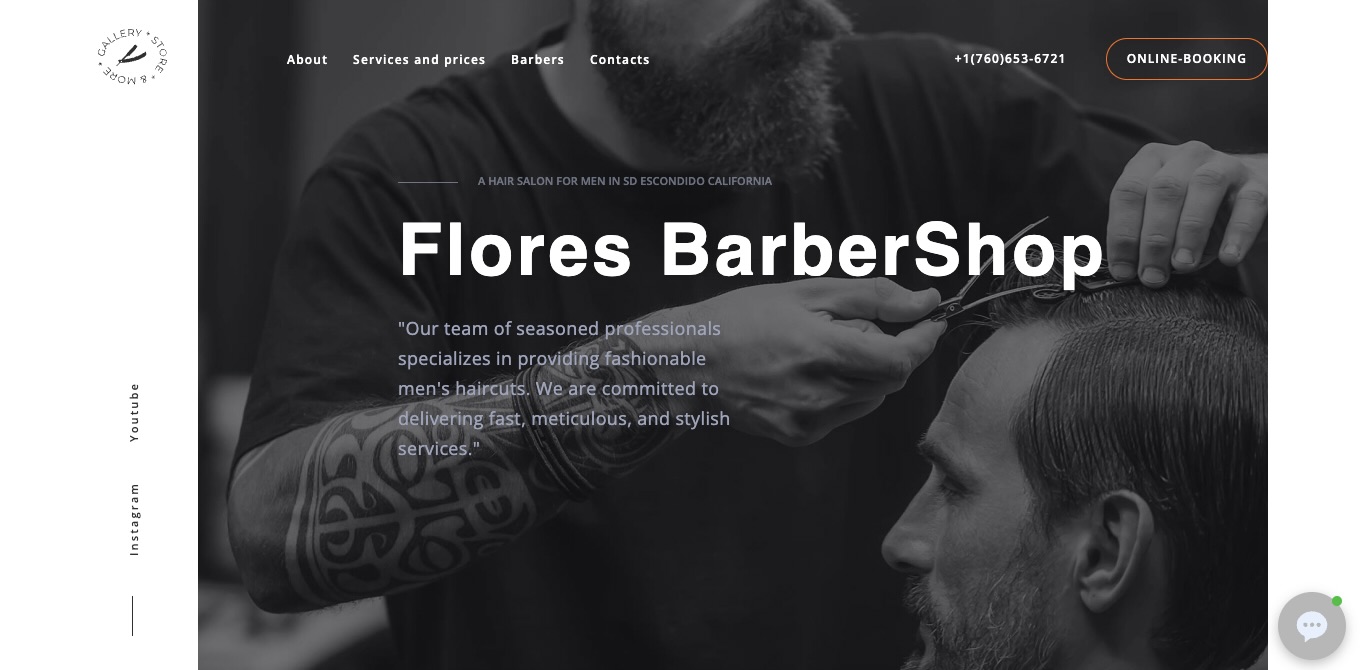 GALLERY * STORE * & MORE *
About Services and prices Barbers Contacts
+1(760)653-6721
ONLINE-BOOKING
A HAIR SALON FOR MEN IN SD ESCONDIDO CALIFORNIA
Flores BarberShop
"Our team of seasoned professionals
specializes in providing fashionable
men's haircuts. We are committed to
delivering fast, meticulous, and stylish
services."
Youtube
Instagram